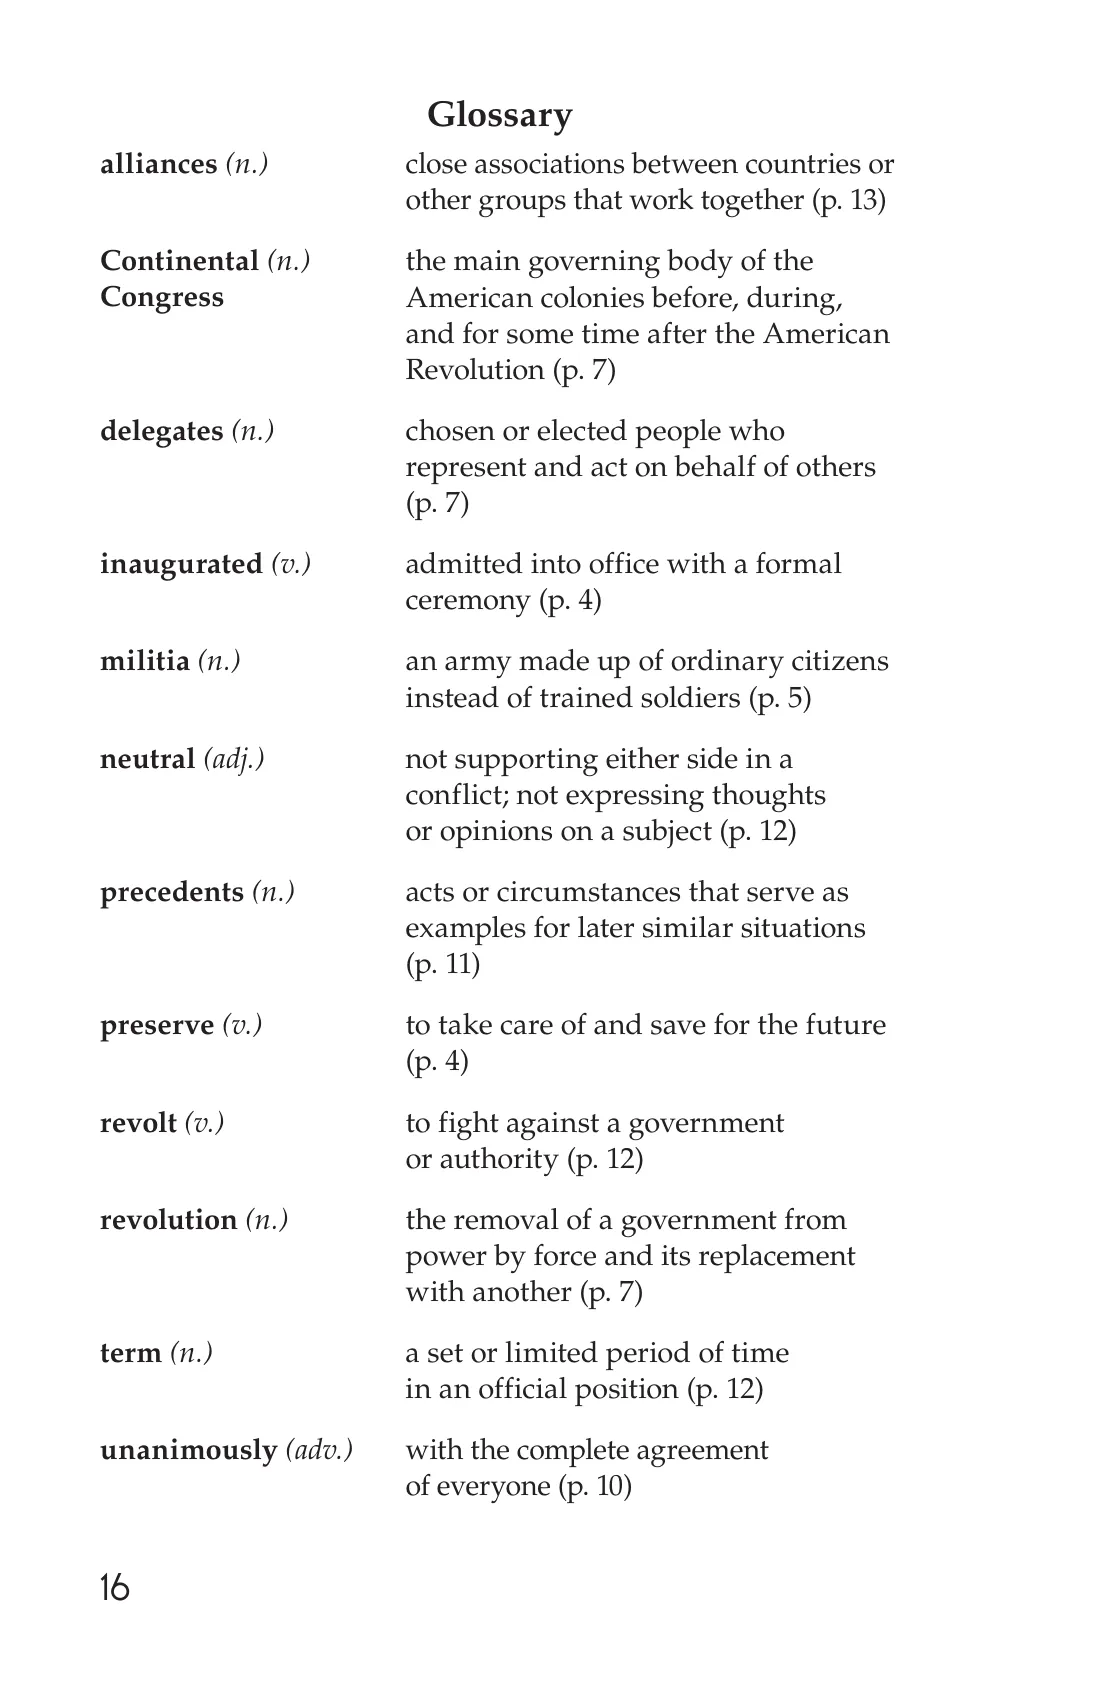 Glossary
alliances (n.) close associations between countries or
other groups that work together (p. 13)
Continental (n.) the main governing body of the
Congress American colonies before, during,
and for some time after the American
Revolution (p. 7)
delegates (n.) chosen or elected people who
represent and act on behalf of others
(p. 7)
inaugurated (v.) admitted into office with a formal
ceremony (p. 4)
militia (n.) an army made up of ordinary citizens
instead of trained soldiers (p. 5)
neutral (adj.) not supporting either side in a
conflict; not expressing thoughts
or opinions on a subject (p. 12)
precedents (n.) acts or circumstances that serve as
examples for later similar situations
(p. 11)
preserve (v.) to take care of and save for the future
(p. 4)
revolt (v.) to fight against a government
or authority (p. 12)
revolution (n.) the removal of a government from
power by force and its replacement
with another (p. 7)
term (n.) a set or limited period of time
in an official position (p. 12)
unanimously (adv.) with the complete agreement
of everyone (p. 10)
16